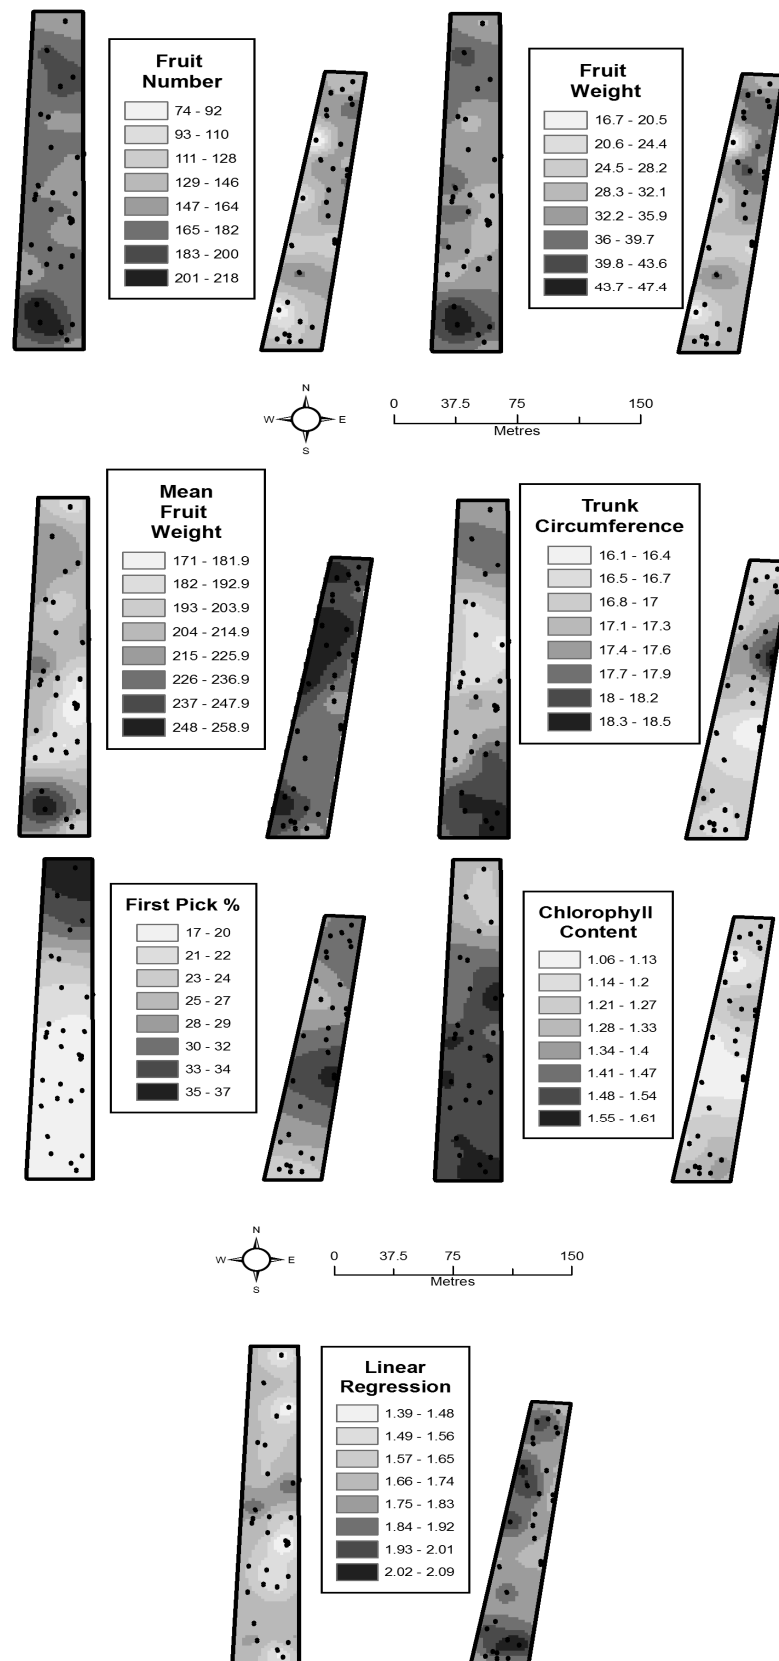 Fruit
Number
74 - 92
93 - 110
111 - 128
129 - 146
147 - 164
165 - 182
183 - 200
201 - 218
Fruit
Weight
16.7 - 20.5
20.6 - 24.4
24.5 - 28.2
28.3 - 32.1
32.2 - 35.9
36 - 39.7
39.8 - 43.6
43.7 - 47.4
N
W E
S
0 37.5 75 150
Metres
Mean
Fruit
Weight
171 - 181.9
182 - 192.9
193 - 203.9
204 - 214.9
215 - 225.9
226 - 236.9
237 - 247.9
248 - 258.9
Trunk
Circumference
16.1 - 16.4
16.5 - 16.7
16.8 - 17
17.1 - 17.3
17.4 - 17.6
17.7 - 17.9
18 - 18.2
18.3 - 18.5
First Pick %
17 - 20
21 - 22
23 - 24
25 - 27
28 - 29
30 - 32
33 - 34
35 - 37
Chlorophyll
Content
1.06 - 1.13
1.14 - 1.2
1.21 - 1.27
1.28 - 1.33
1.34 - 1.4
1.41 - 1.47
1.48 - 1.54
1.55 - 1.61
N
W E
S
0 37.5 75 150
Metres
Linear
Regression
1.39 - 1.48
1.49 - 1.56
1.57 - 1.65
1.66 - 1.74
1.75 - 1.83
1.84 - 1.92
1.93 - 2.01
2.02 - 2.09